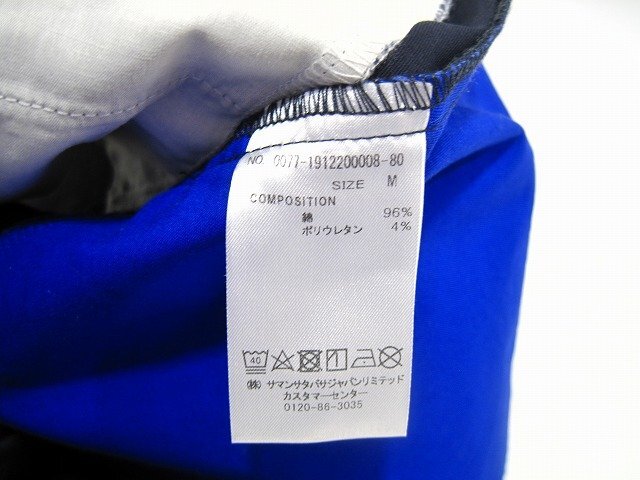 NO. 0077-1912200008-80
SIZE M
COMPOSITION
綿 96%
ポリウレタン 4%
40
㈱ サマンサタバサジャパンリミテッド
カスタマーセンター
0120-86-3035